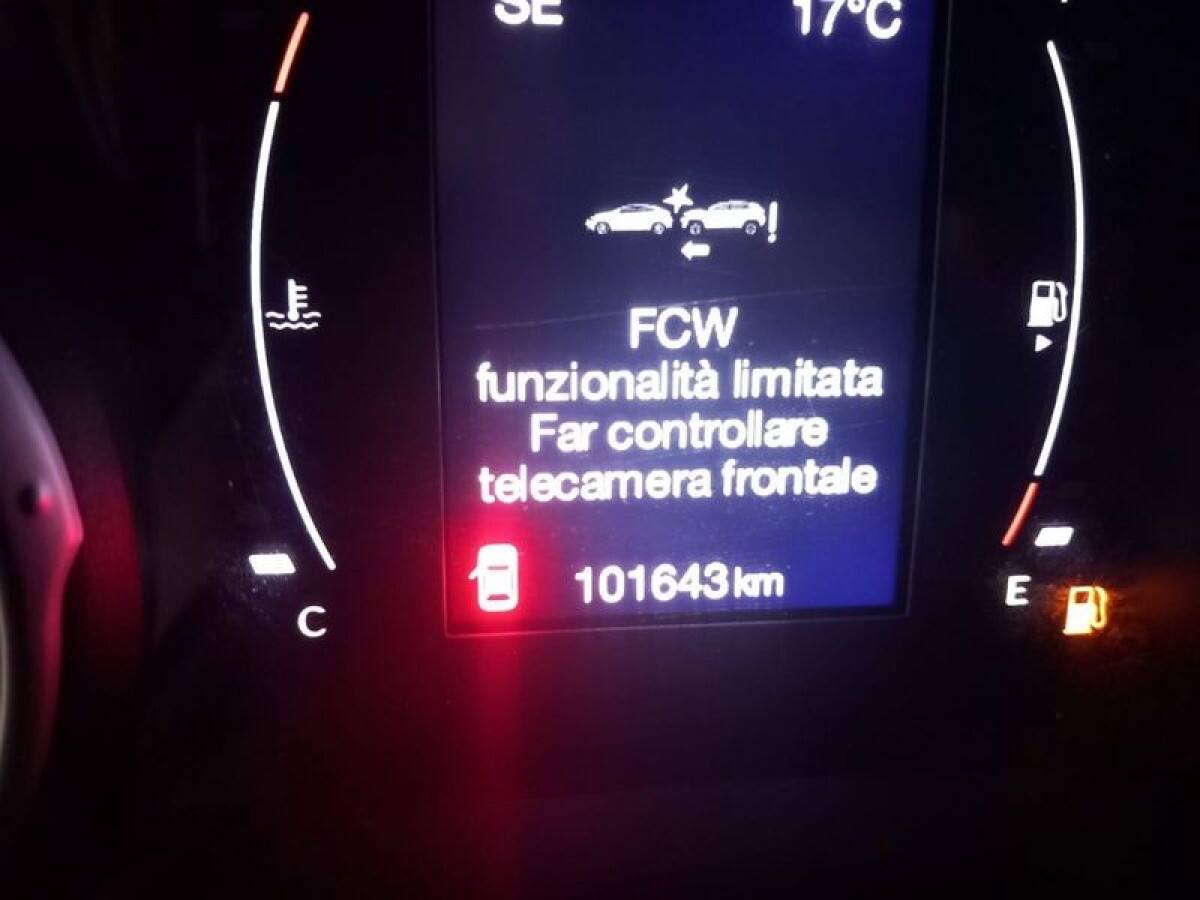 SE 17°C
FCW
funzionalità limitata
Far controllare
telecamera frontale
101643 km
C
E